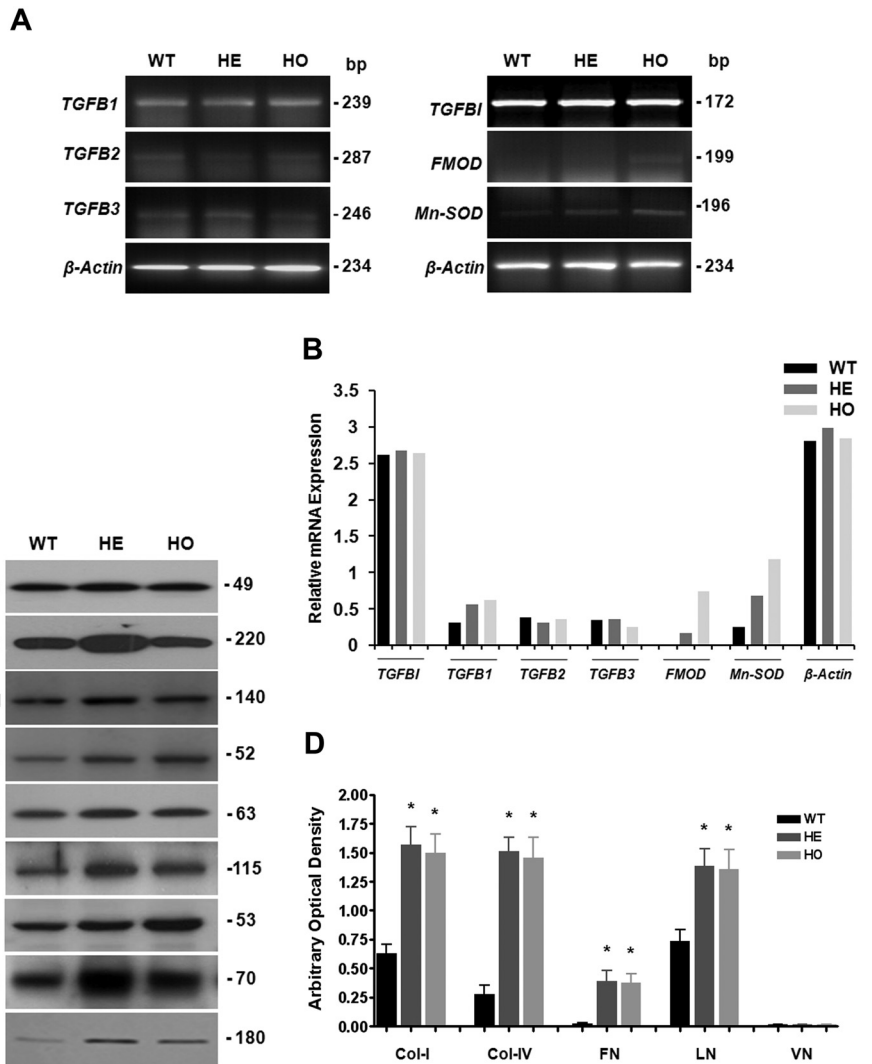 A
WT HE HO bp
TGFB1 - 239
TGFB2 - 287
TGFB3 - 246
β-Actin - 234
WT HE HO bp
TGFBI - 172
FMOD - 199
Mn-SOD -196
β-Actin - 234
B
WT
HE
HO
Relative mRNA Expression
3.5
3
2.5
2
1.5
1
0.5
0
TGFBI TGFB1 TGFB2 TGFB3 FMOD Mn-SOD β-Actin
WT HE HO
- 49
-220
- 140
- 52
-63
-115
- 53
-70
-180
D
WT
HE
HO
Arbitrary Optical Density
2.00
1.75
1.50
1.25
1.00
0.75
0.50
0.25
0.00
* * * * * * * *
Col-I Col-IV FN LN VN